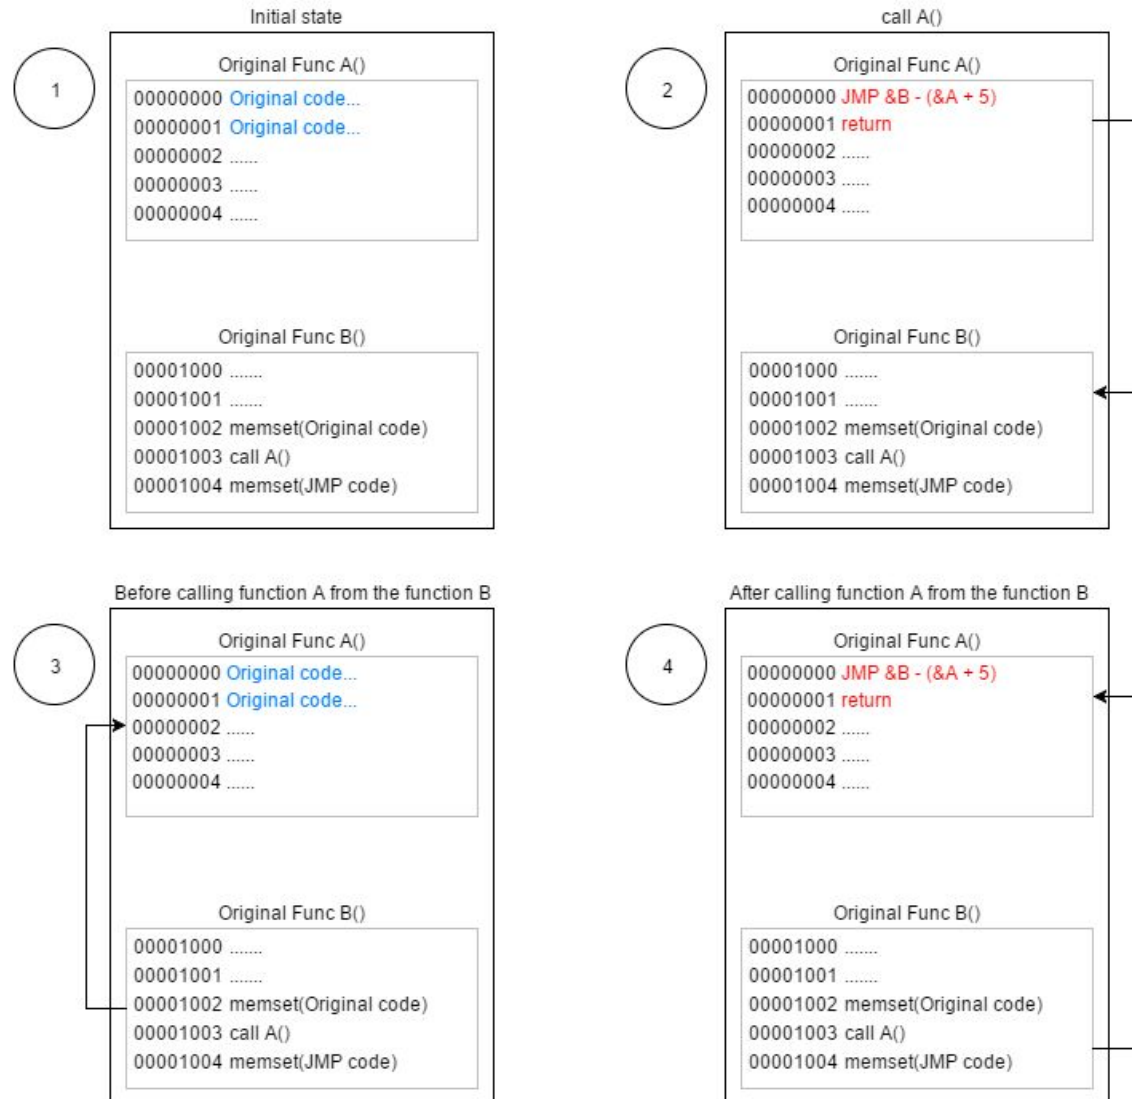 Initial state
1
Original Func A()
00000000 Original code...
00000001 Original code...
00000002 ......
00000003 ......
00000004 ......
Original Func B()
00001000 .......
00001001 .......
00001002 memset(Original code)
00001003 call A()
00001004 memset(JMP code)
call A()
2
Original Func A()
00000000 JMP &B - (&A + 5)
00000001 return
00000002 ......
00000003 ......
00000004 ......
Original Func B()
00001000 .......
00001001 .......
00001002 memset(Original code)
00001003 call A()
00001004 memset(JMP code)
Before calling function A from the function B
3
Original Func A()
00000000 Original code...
00000001 Original code...
00000002 ......
00000003 ......
00000004 ......
Original Func B()
00001000 .......
00001001 .......
00001002 memset(Original code)
00001003 call A()
00001004 memset(JMP code)
After calling function A from the function B
4
Original Func A()
00000000 JMP &B - (&A + 5)
00000001 return
00000002 ......
00000003 ......
00000004 ......
Original Func B()
00001000 .......
00001001 .......
00001002 memset(Original code)
00001003 call A()
00001004 memset(JMP code)